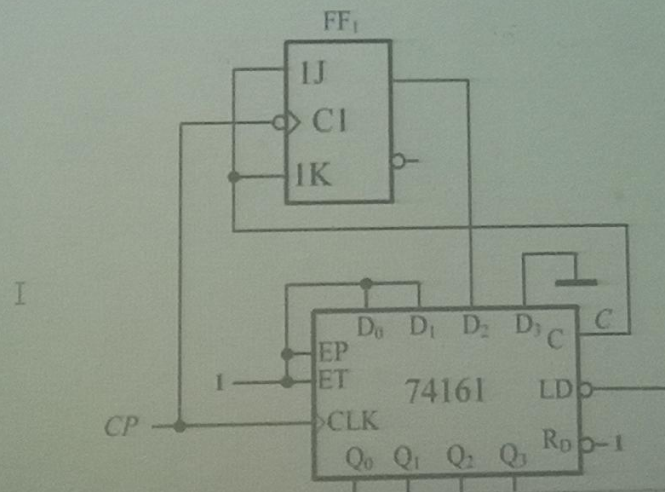 FF₁
1J
C1
1K
D₀ D₁ D₂ D₃ C C
EP
1 ET 74161 LD
CP CLK R_D 1
Q₀ Q₁ Q₂ Q₃